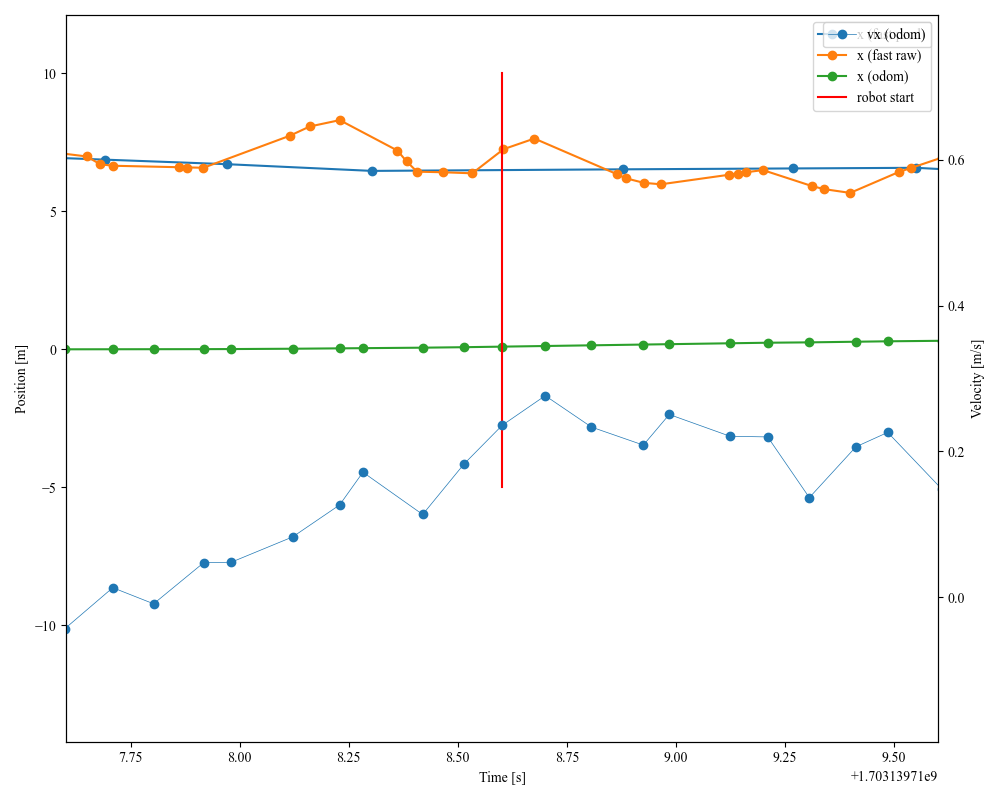 vx (odom)
x (fast raw)
x (odom)
robot start
10
5
0
−5
−10
Position [m]
0.6
0.4
0.2
0.0
Velocity [m/s]
7.75 8.00 8.25 8.50 8.75 9.00 9.25 9.50
Time [s]
+1.70313971e9